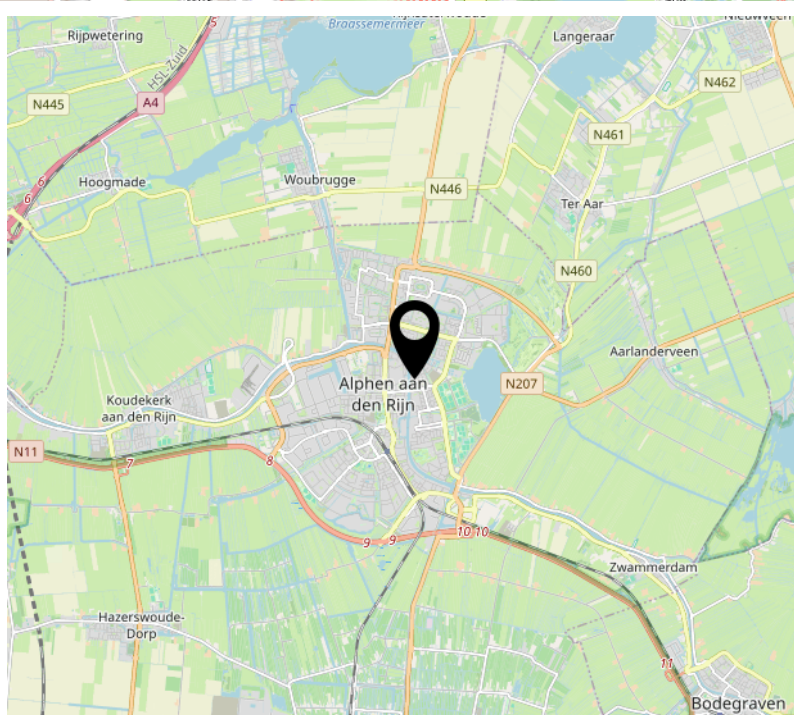 5
Braassemermeer
Nieuwveen
Rijpwetering
Langeraar
HSL-Zuid
N462
A4
N445
N461
6
6
Hoogmade
Woubrugge
N446
Ter Aar
N460
Aarlanderveen
Alphen aan
den Rijn
N207
Koudekerk
aan den Rijn
N11
7
8
9
9
10
10
Zwammerdam
Hazerswoude-
Dorp
11
Bodegraven